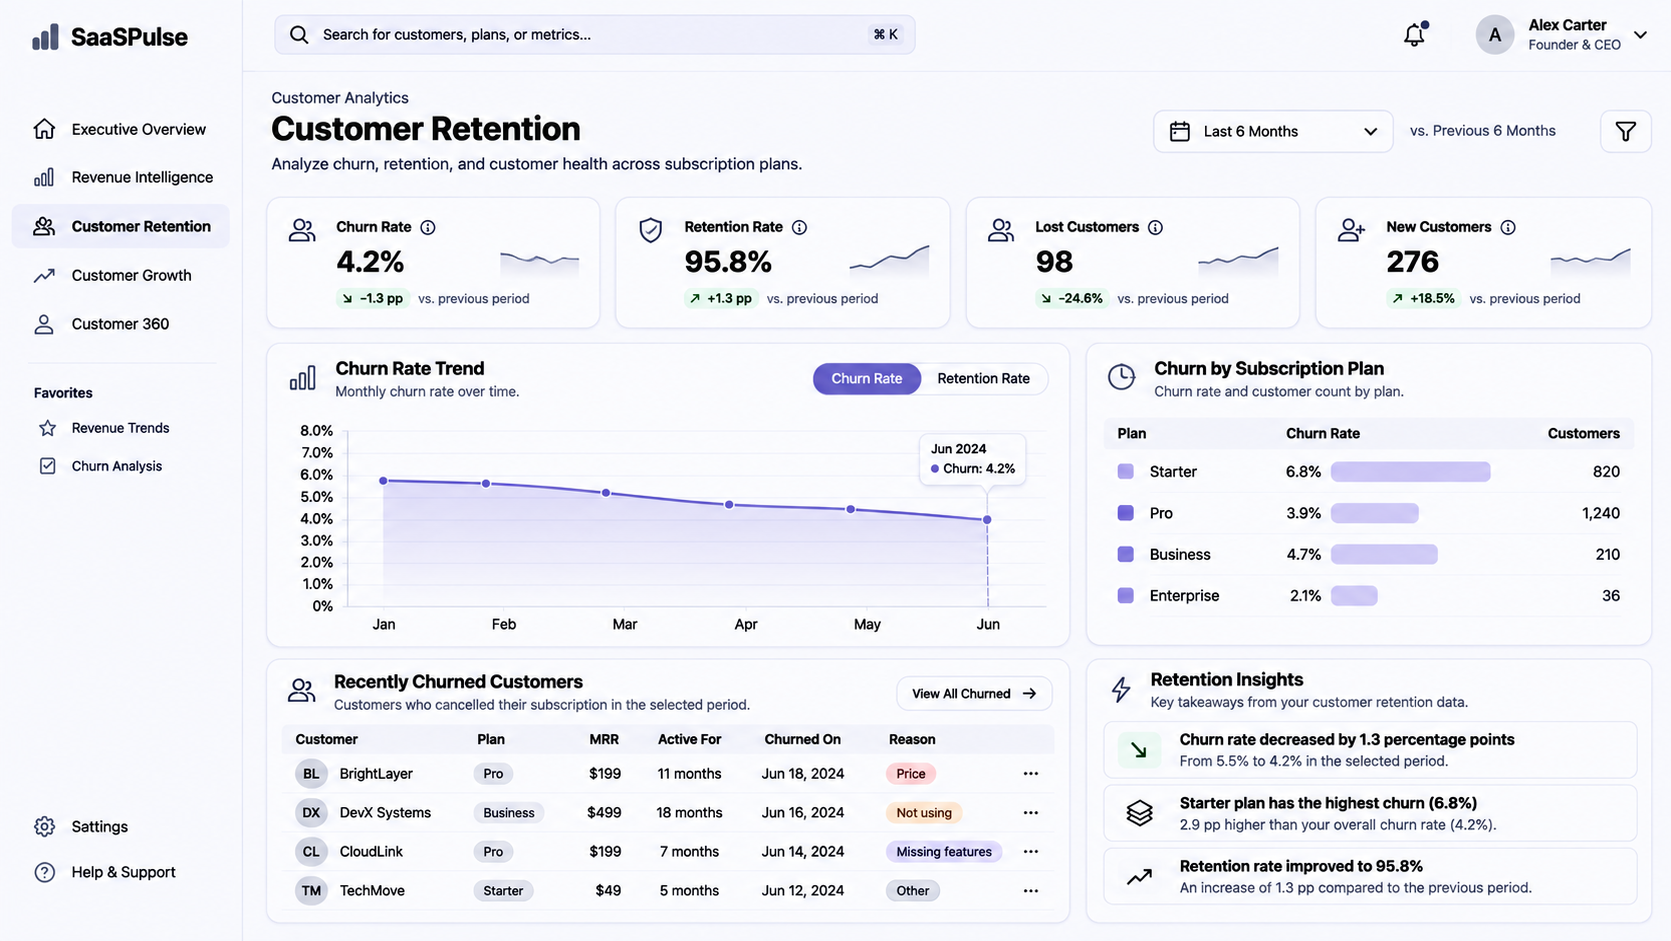 SaaSPulse
Search for customers, plans, or metrics...
⌘ K
A
Alex Carter
Founder & CEO
Executive Overview
Revenue Intelligence
Customer Retention
Customer Growth
Customer 360
Favorites
Revenue Trends
Churn Analysis
Sattings
Help & Support
Customer Analytics
Customer Retention
Analyze churn, retention, and customer health across subscription plans.
Last 6 Months
vs. Previous 6 Months
Churn Rate
4.2%
−1.3 pp vs. previous period
Retention Rate
95.8%
+1.3 pp vs. previous period
Lost Customers
98
−24.6% vs. previous period
New Customers
276
+18.5% vs. previous period
Churn Rate Trend
Monthly churn rate over time.
Churn Rate Retention Rate
8.0%
7.0%
6.0%
5.0%
4.0%
3.0%
2.0%
1.0%
0%
Jun 2024
Churn: 4.2%
Jan Feb Mar Apr May Jun
Churn by Subscription Plan
Churn rate and customer count by plan.
Plan Churn Rate Customers
Starter 6.8% 820
Pro 3.9% 1,240
Business 4.7% 210
Enterprise 2.1% 36
Recently Churned Customers
Customers who cancelled their subscription in the selected period.
View All Churned
Customer Plan MRR Active For Churned On Reason
BL BrightLayer Pro $199 11 months Jun 18, 2024 Price
DX DevX Systems Business $499 18 months Jun 16, 2024 Not using
CL CloudLink Pro $199 7 months Jun 14, 2024 Missing features
TM TechMove Starter $49 5 months Jun 12, 2024 Other
Retention Insights
Key takeaways from your customer retention data.
Churn rate decreased by 1.3 percentage points
From 5.5% to 4.2% in the selected period.
Starter plan has the highest churn (6.8%)
2.9 pp higher than your overall churn rate (4.2%).
Retention rate improved to 95.8%
An increase of 1.3 pp compared to the previous period.